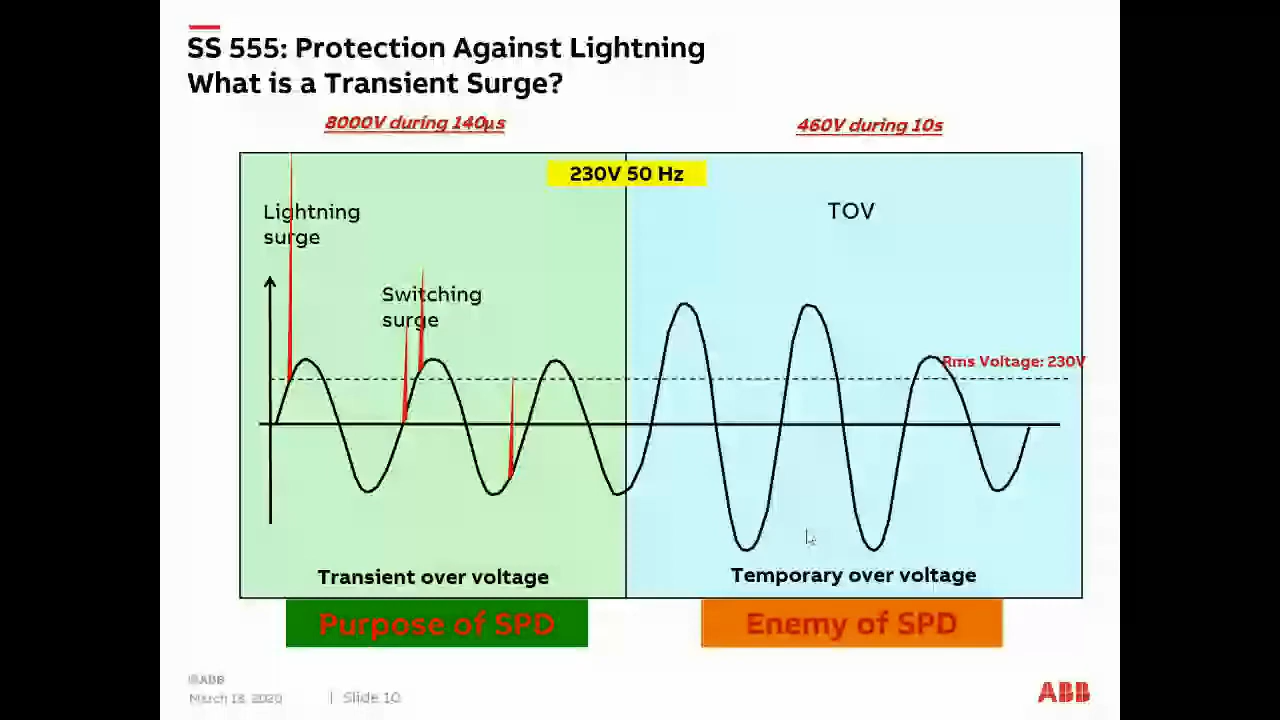 SS 555: Protection Against Lightning
What is a Transient Surge?
8000V during 140µs
460V during 10s
230V 50 Hz
Lightning
surge
TOV
Switching
surge
Rms Voltage: 230V
Transient over voltage
Temporary over voltage
Purpose of SPD
Enemy of SPD
©ABB
March 18, 2020 | Slide 10
ABB